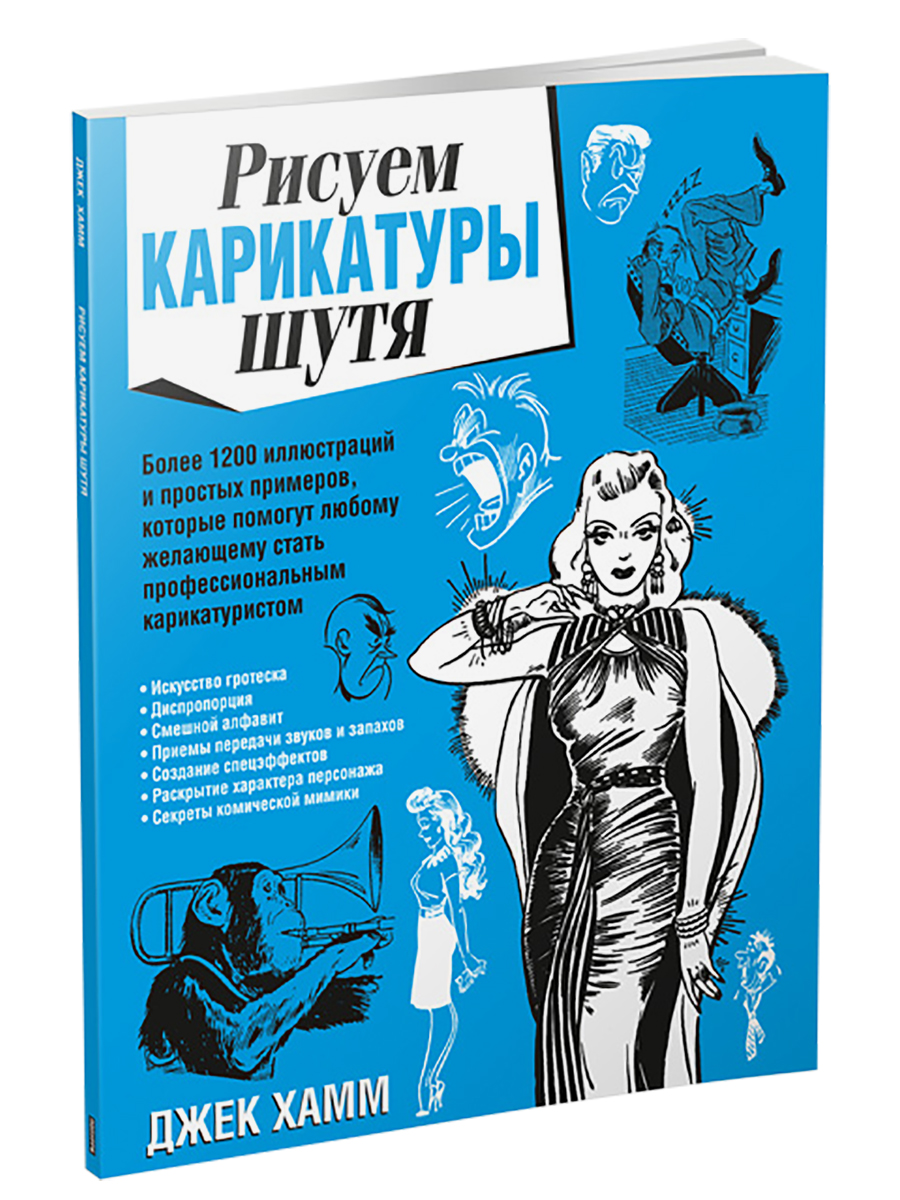 Рисуем
КАРИКАТУРЫ
шутя
ZZZZ
Более 1200 иллюстраций
и простых примеров,
которые помогут любому
желающему стать
профессиональным
карикатуристом
• Искусство гротеска
• Диспропорция
• Смешной алфавит
• Приемы передачи звуков и запахов
• Создание спецэффектов
• Раскрытие характера персонажа
• Секреты комической мимики
ДЖЕК ХАММ
ДЖЕК ХАММ РИСУЕМ КАРИКАТУРЫ ШУТЯ